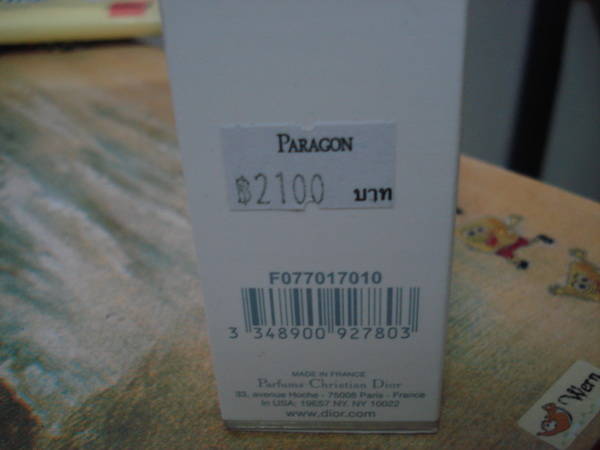 PARAGON
฿2100 บาท
F077017010
3 348900 927803
MADE IN FRANCE
Parfums Christian Dior
33, avenue Hoche - 75008 Paris - France
In USA: 19657 NY, NY 10022
www.dior.com
Wern